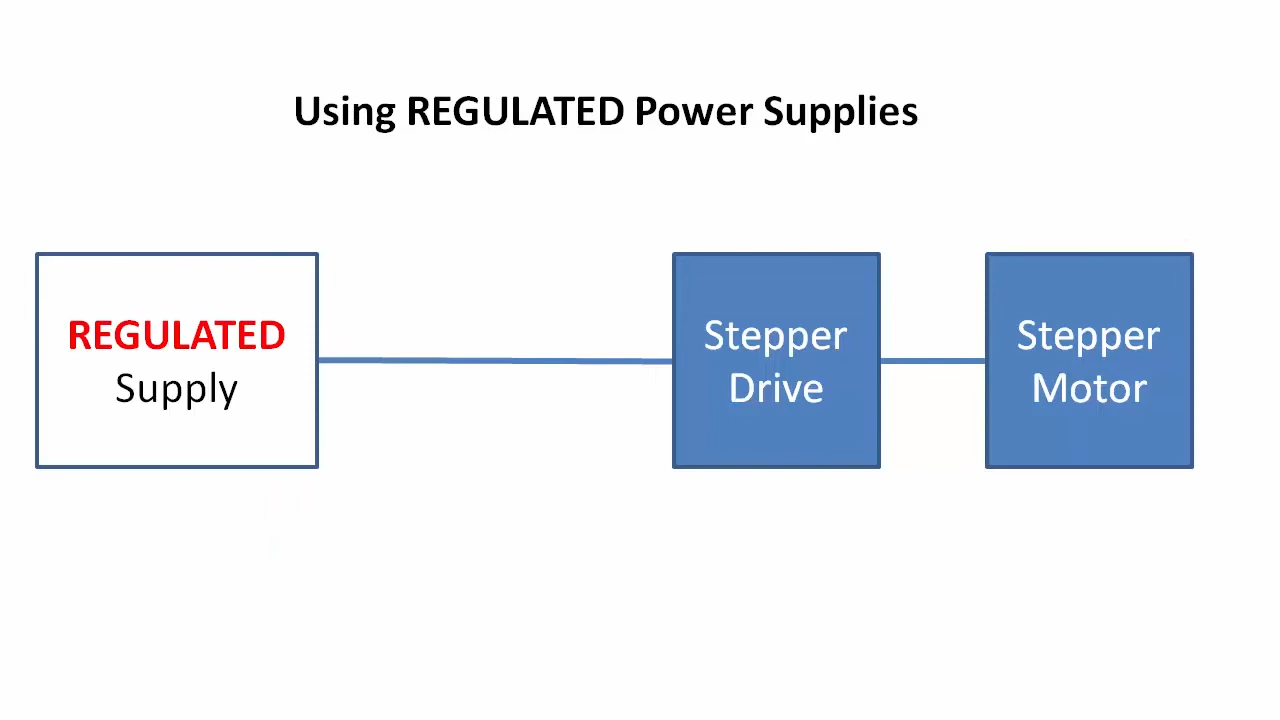 Using REGULATED Power Supplies
REGULATED
Supply
Stepper
Drive
Stepper
Motor